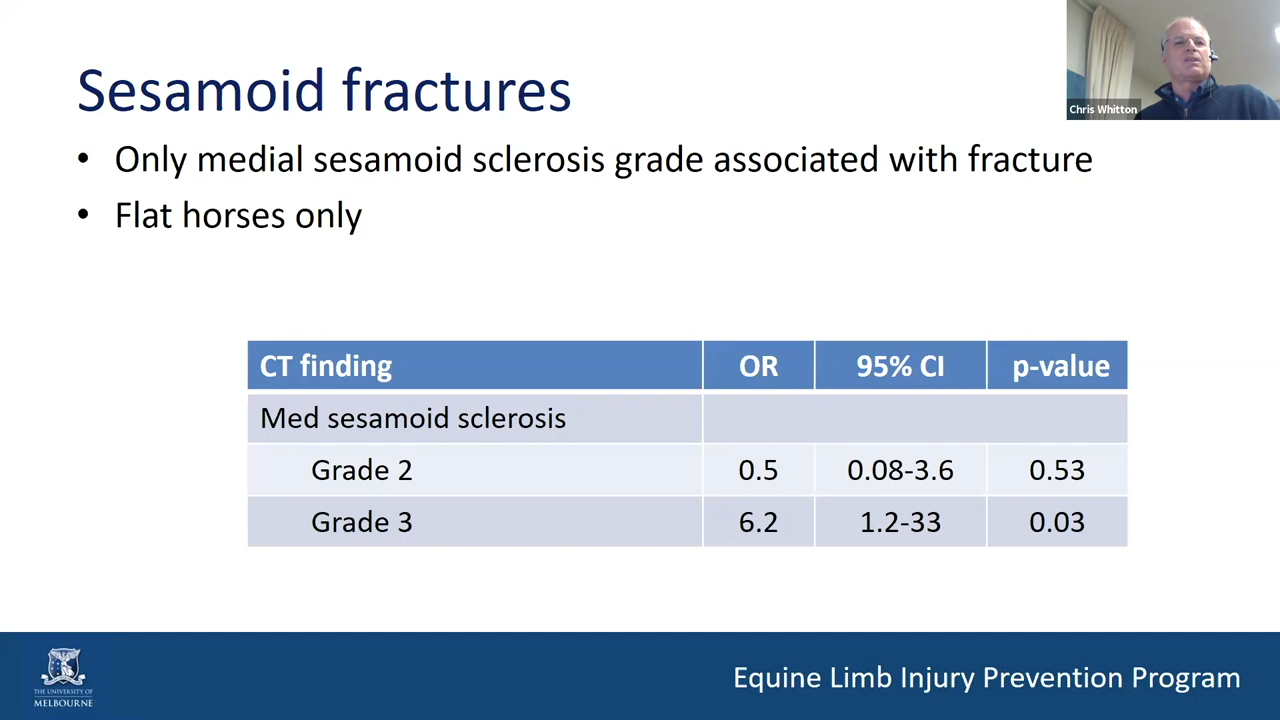 Sesamoid fractures
• Only medial sesamoid sclerosis grade associated with fracture
• Flat horses only
Chris Whitton
CT finding OR 95% CI p-value
Med sesamoid sclerosis
Grade 2 0.5 0.08-3.6 0.53
Grade 3 6.2 1.2-33 0.03
THE UNIVERSITY OF
MELBOURNE
Equine Limb Injury Prevention Program